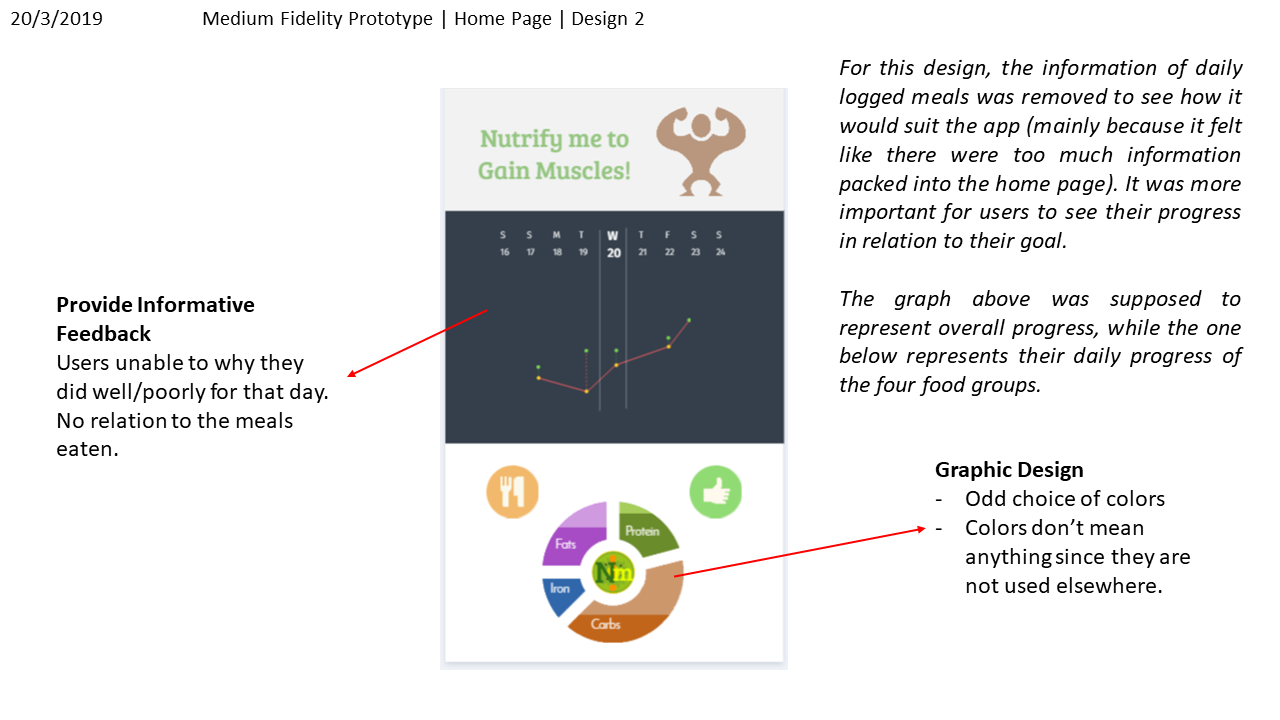 20/3/2019
Medium Fidelity Prototype | Home Page | Design 2
For this design, the information of daily
logged meals was removed to see how it
would suit the app (mainly because it felt
like there were too much information
packed into the home page). It was more
important for users to see their progress
in relation to their goal.
The graph above was supposed to
represent overall progress, while the one
below represents their daily progress of
the four food groups.
Nutrify me to
Gain Muscles!
S S M T W T F S S
16 17 18 19 20 21 22 23 24
Provide Informative
Feedback
Users unable to why they
did well/poorly for that day.
No relation to the meals
eaten.
Fats
Protein
Iron
Nm
Carbs
Graphic Design
- Odd choice of colors
- Colors don’t mean
anything since they are
not used elsewhere.